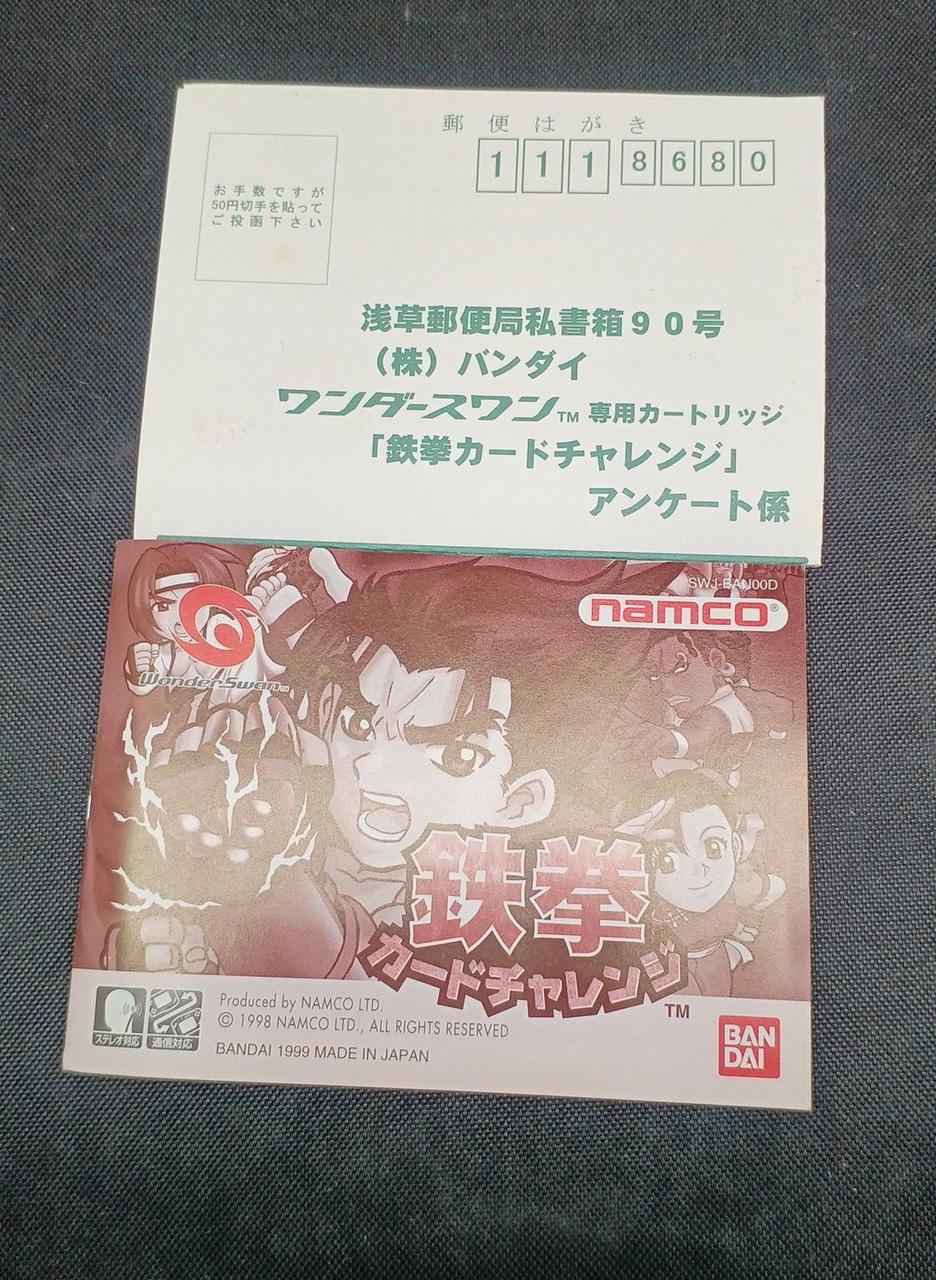 郵便はがき
111 8680
お手数ですが
50円切手を貼って
ご投函下さい
浅草郵便局私書箱90号
（株）バンダイ
ワンダースワン™ 専用カートリッジ
「鉄拳カードチャレンジ」
アンケート係
SWJ-BAN00D
namco®
WonderSwan™
鉄拳
カードチャレンジ
™
ステレオ対応
通信対応
Produced by NAMCO LTD.
© 1998 NAMCO LTD., ALL RIGHTS RESERVED
BANDAI 1999 MADE IN JAPAN
BAN
DAI